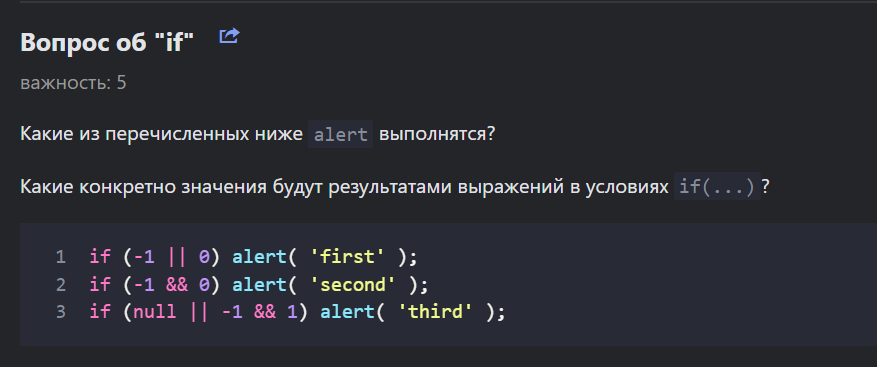 Вопрос об "if"
важность: 5
Какие из перечисленных ниже alert выполнятся?
Какие конкретно значения будут результатами выражений в условиях if(...)?
1 if (-1 || 0) alert( 'first' );
2 if (-1 && 0) alert( 'second' );
3 if (null || -1 && 1) alert( 'third' );